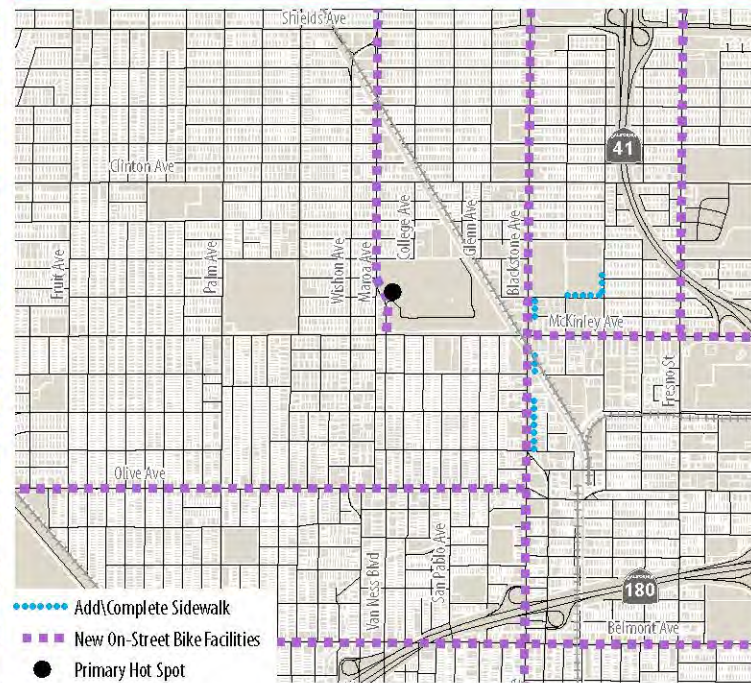 Shields Ave
CALIFORNIA
41
Clinton Ave
Fruit Ave
Palm Ave
Wishon Ave
Maroa Ave
College Ave
Glenn Ave
Blackstone Ave
McKinley Ave
Fresno St
Olive Ave
Van Ness Blvd
San Pablo Ave
CALIFORNIA
180
Belmont Ave
Add\Complete Sidewalk
New On-Street Bike Facilities
Primary Hot Spot